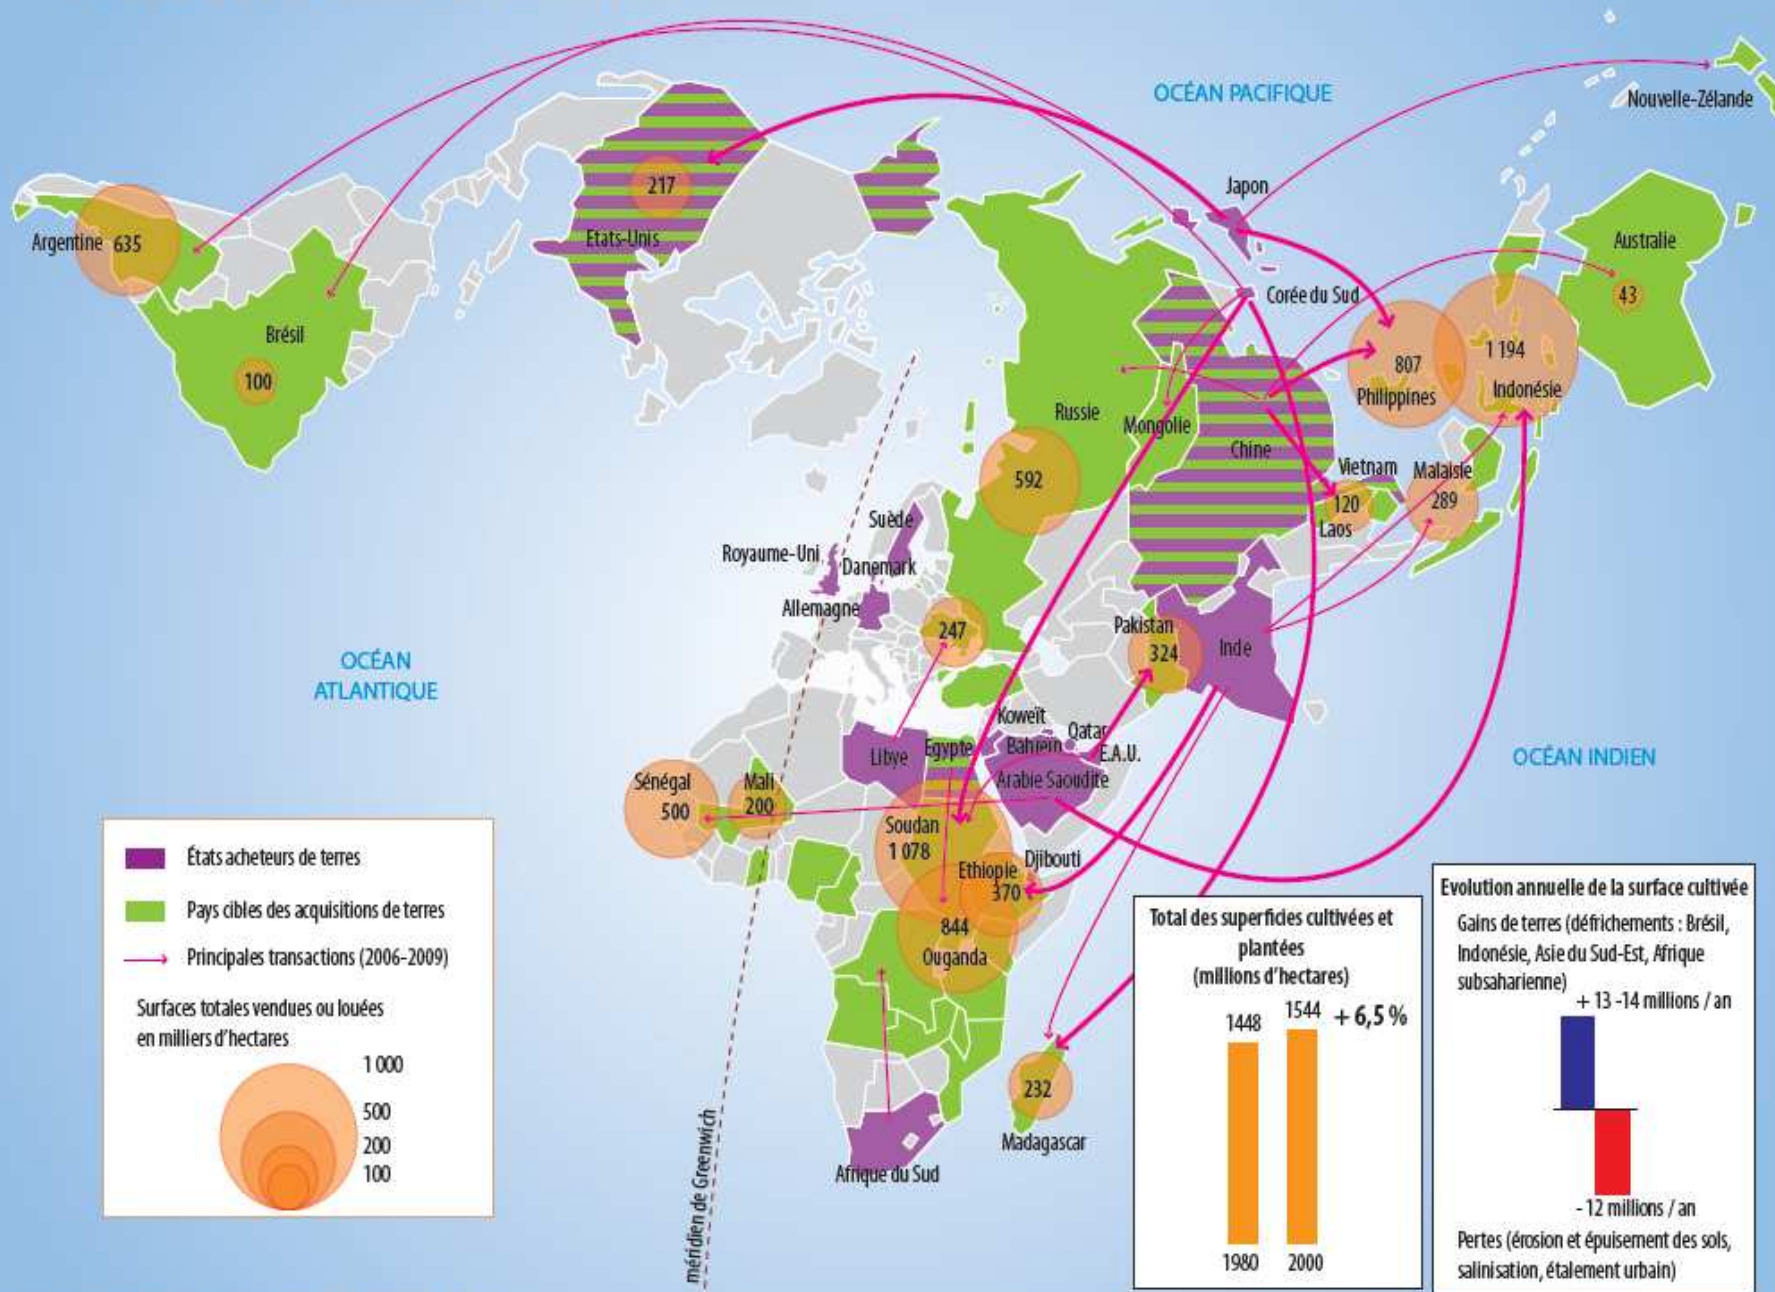 OCÉAN PACIFIQUE
Nouvelle-Zélande
Japon
217
Etats-Unis
Argentine 635
Australie
43
Corée du Sud
Brésil
100
1 194
Indonésie
807
Philippines
Russie
Mongolie
Chine
592
Vietnam
Malaisie
120
289
Laos
Suède
Royaume-Uni
Danemark
Allemagne
247
Pakistan
324
Inde
OCÉAN
ATLANTIQUE
Koweït
Qatar
Libye
Egypte
Bahreïn
E.A.U.
Arabie Saoudite
OCÉAN INDIEN
Sénégal
500
Mali
200
Soudan
1 078
Djibouti
Ethiopie
370
844
Ouganda
232
Madagascar
Afrique du Sud
méridien de Greenwich
États acheteurs de terres
Pays cibles des acquisitions de terres
Principales transactions (2006-2009)
Surfaces totales vendues ou louées
en milliers d'hectares
1 000
500
200
100
Total des superficies cultivées et
plantées
(millions d'hectares)
1448
1544
+ 6,5 %
1980
2000
Evolution annuelle de la surface cultivée
Gains de terres (défrichements : Brésil,
Indonésie, Asie du Sud-Est, Afrique
subsaharienne)
+ 13 -14 millions / an
- 12 millions / an
Pertes (érosion et épuisement des sols,
salinisation, étalement urbain)